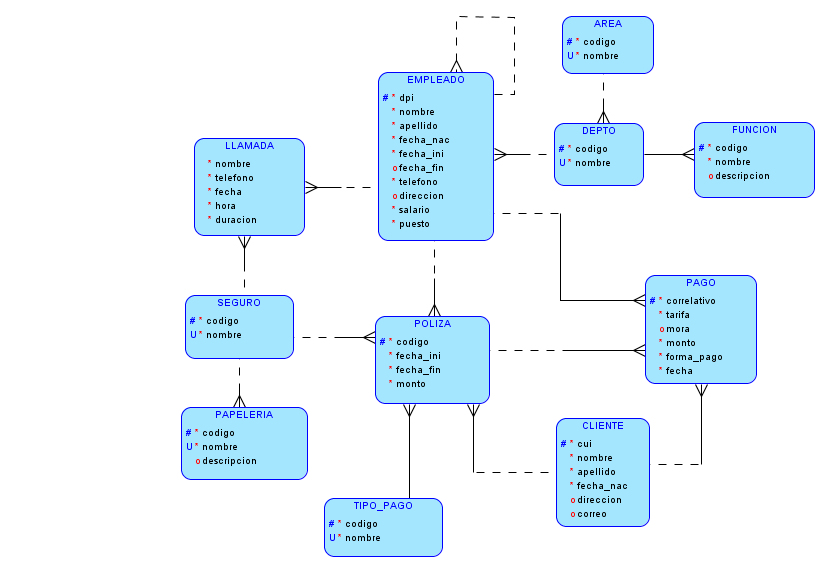 AREA
# * codigo
U * nombre
EMPLEADO
# * dpi
* nombre
* apellido
* fecha_nac
* fecha_ini
o fecha_fin
* telefono
o direccion
* salario
* puesto
DEPTO
# * codigo
U * nombre
FUNCION
# * codigo
* nombre
o descripcion
LLAMADA
* nombre
* telefono
* fecha
* hora
* duracion
SEGURO
# * codigo
U * nombre
POLIZA
# * codigo
* fecha_ini
* fecha_fin
* monto
PAGO
# * correlativo
* tarifa
o mora
* monto
* forma_pago
* fecha
PAPELERIA
# * codigo
U * nombre
o descripcion
CLIENTE
# * cui
* nombre
* apellido
* fecha_nac
o direccion
o correo
TIPO_PAGO
# * codigo
U * nombre